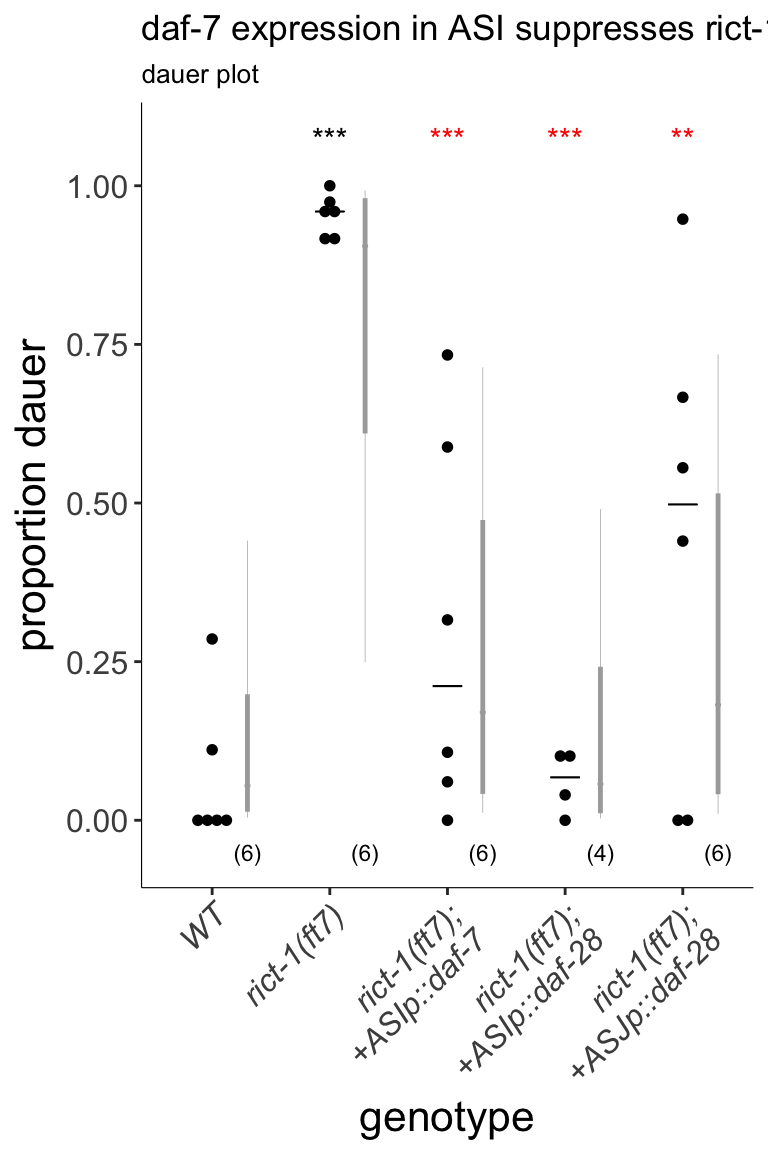 daf-7 expression in ASI suppresses rict-
dauer plot
*** *** *** **
1.00
0.75
0.50
0.25
0.00
proportion dauer
(6) (6) (6) (4) (6)
WT
rict-1(ft7)
rict-1(ft7);
+ASIp::daf-7
rict-1(ft7);
+ASIp::daf-28
rict-1(ft7);
+ASJp::daf-28
genotype